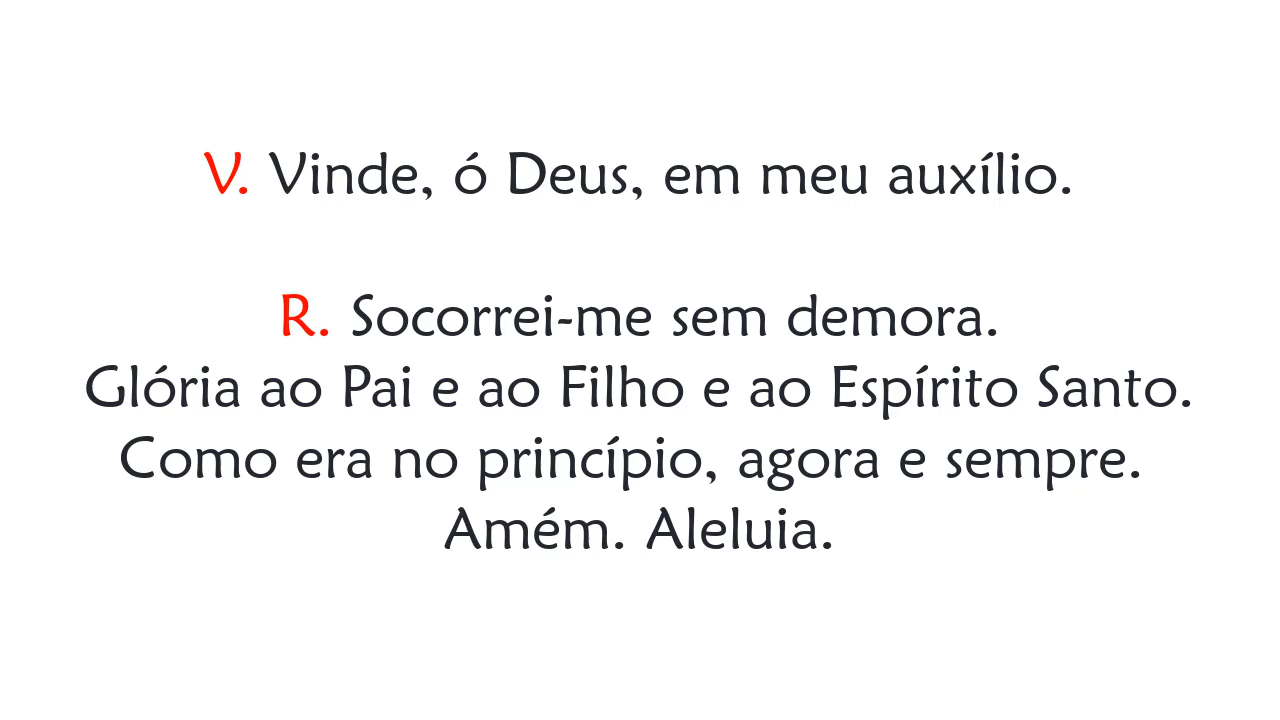 V. Vinde, ó Deus, em meu auxílio.
R. Socorrei-me sem demora.
Glória ao Pai e ao Filho e ao Espírito Santo.
Como era no princípio, agora e sempre.
Amém. Aleluia.